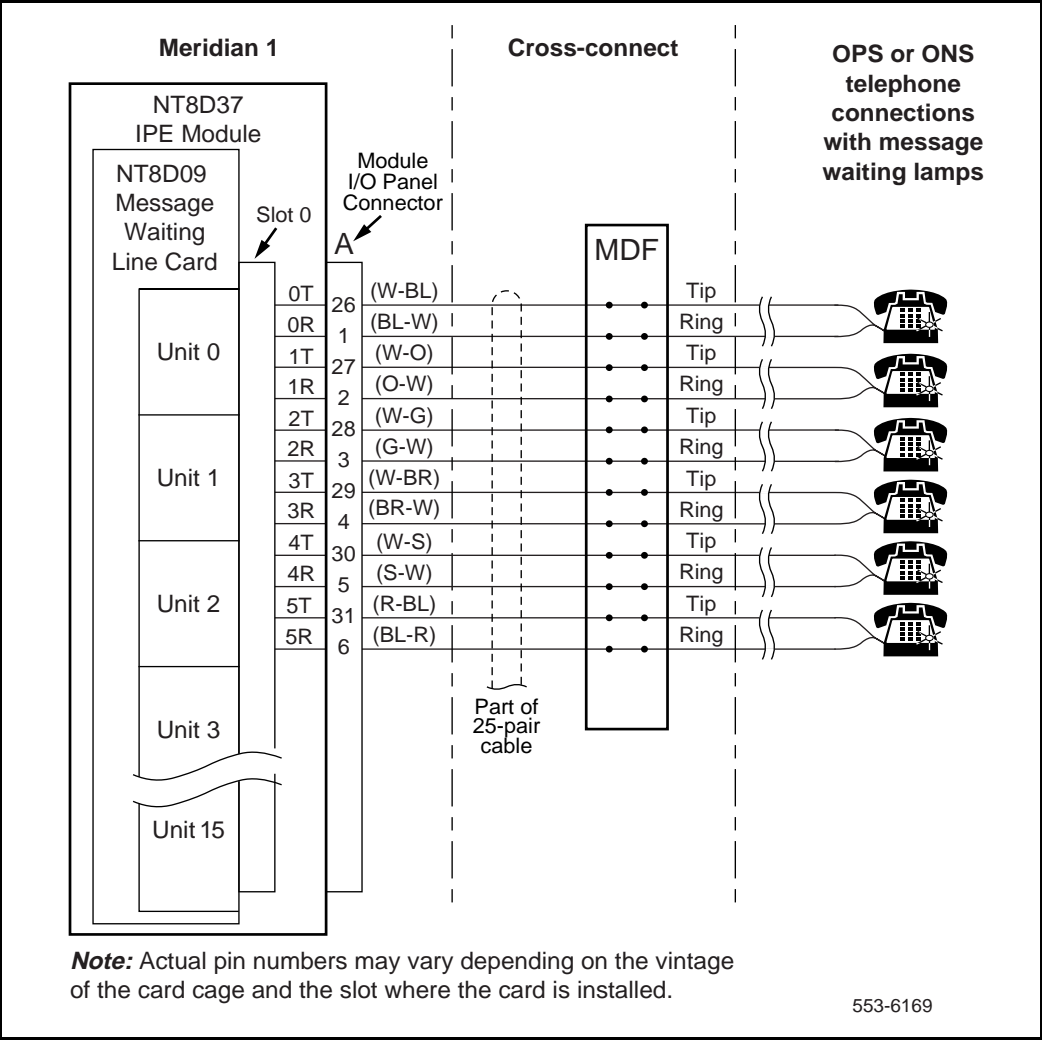 Meridian 1
Cross-connect
OPS or ONS
telephone
connections
with message
waiting lamps
NT8D37
IPE Module
NT8D09
Message
Waiting
Line Card
Slot 0
Module
I/O Panel
Connector
A
MDF
Unit 0
Unit 1
Unit 2
Unit 3
Unit 15
0T 26 (W-BL) Tip
0R 1 (BL-W) Ring
1T 27 (W-O) Tip
1R 2 (O-W) Ring
2T 28 (W-G) Tip
2R 3 (G-W) Ring
3T 29 (W-BR) Tip
3R 4 (BR-W) Ring
4T 30 (W-S) Tip
4R 5 (S-W) Ring
5T 31 (R-BL) Tip
5R 6 (BL-R) Ring
Part of
25-pair
cable
Note: Actual pin numbers may vary depending on the vintage
of the card cage and the slot where the card is installed.
553-6169